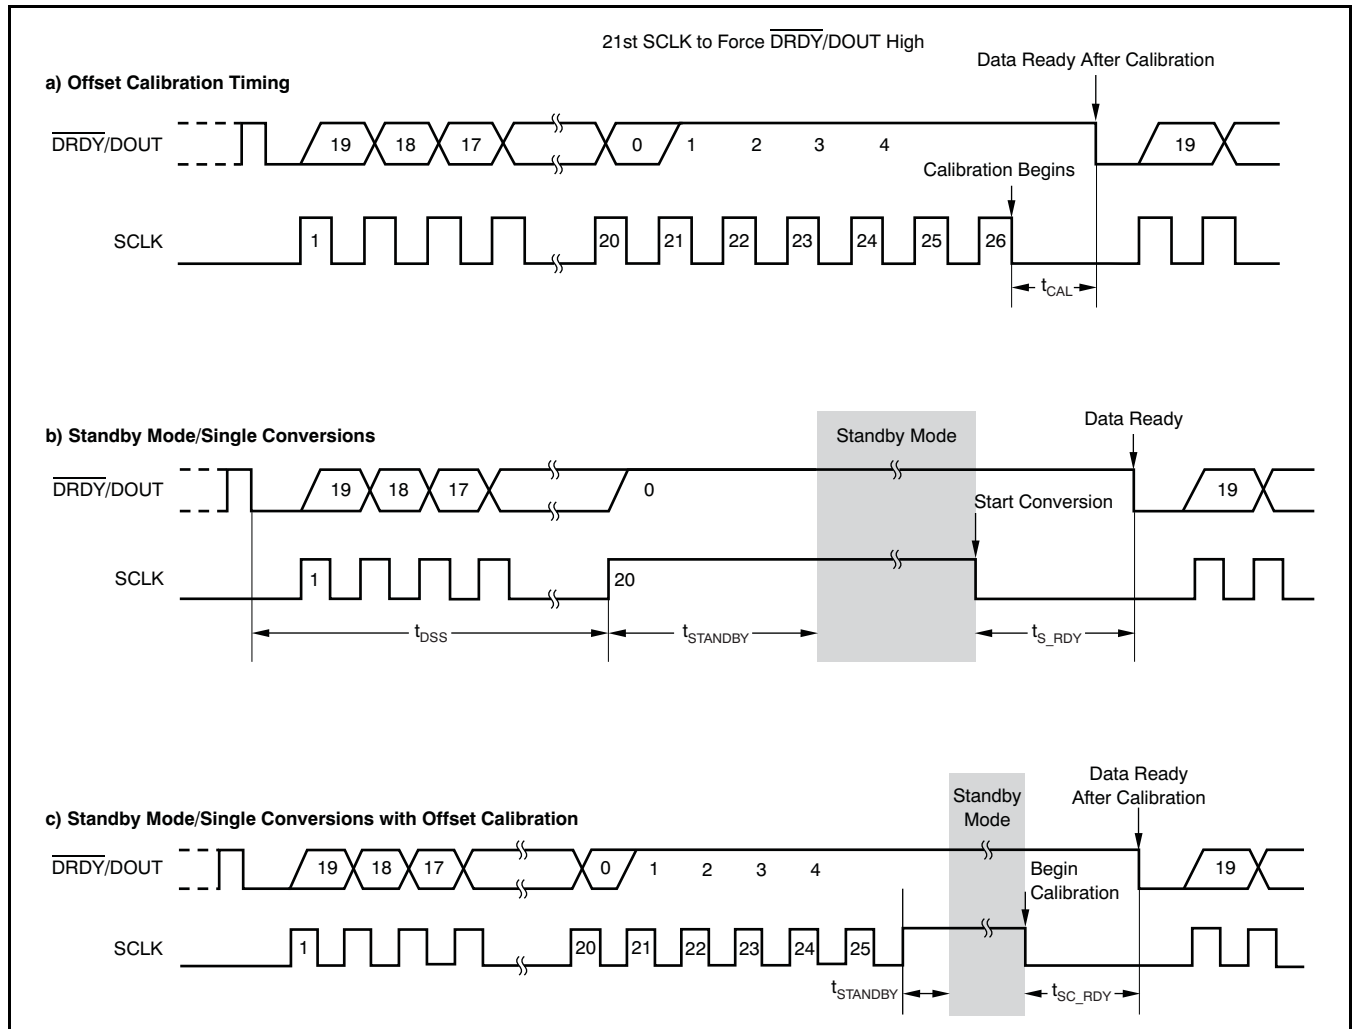 21st SCLK to Force DRDY/DOUT High
Data Ready After Calibration
a) Offset Calibration Timing
DRDY/DOUT
19 18 17 0 1 2 3 4 19
Calibration Begins
SCLK
1 20 21 22 23 24 25 26
tCAL
b) Standby Mode/Single Conversions
Standby Mode
Data Ready
DRDY/DOUT
19 18 17 0 19
Start Conversion
SCLK
1 20
tDSS tSTANDBY tS_RDY
Data Ready
After Calibration
Standby
Mode
c) Standby Mode/Single Conversions with Offset Calibration
DRDY/DOUT
19 18 17 0 1 2 3 4 19
Begin
Calibration
SCLK
1 20 21 22 23 24 25
tSTANDBY tSC_RDY